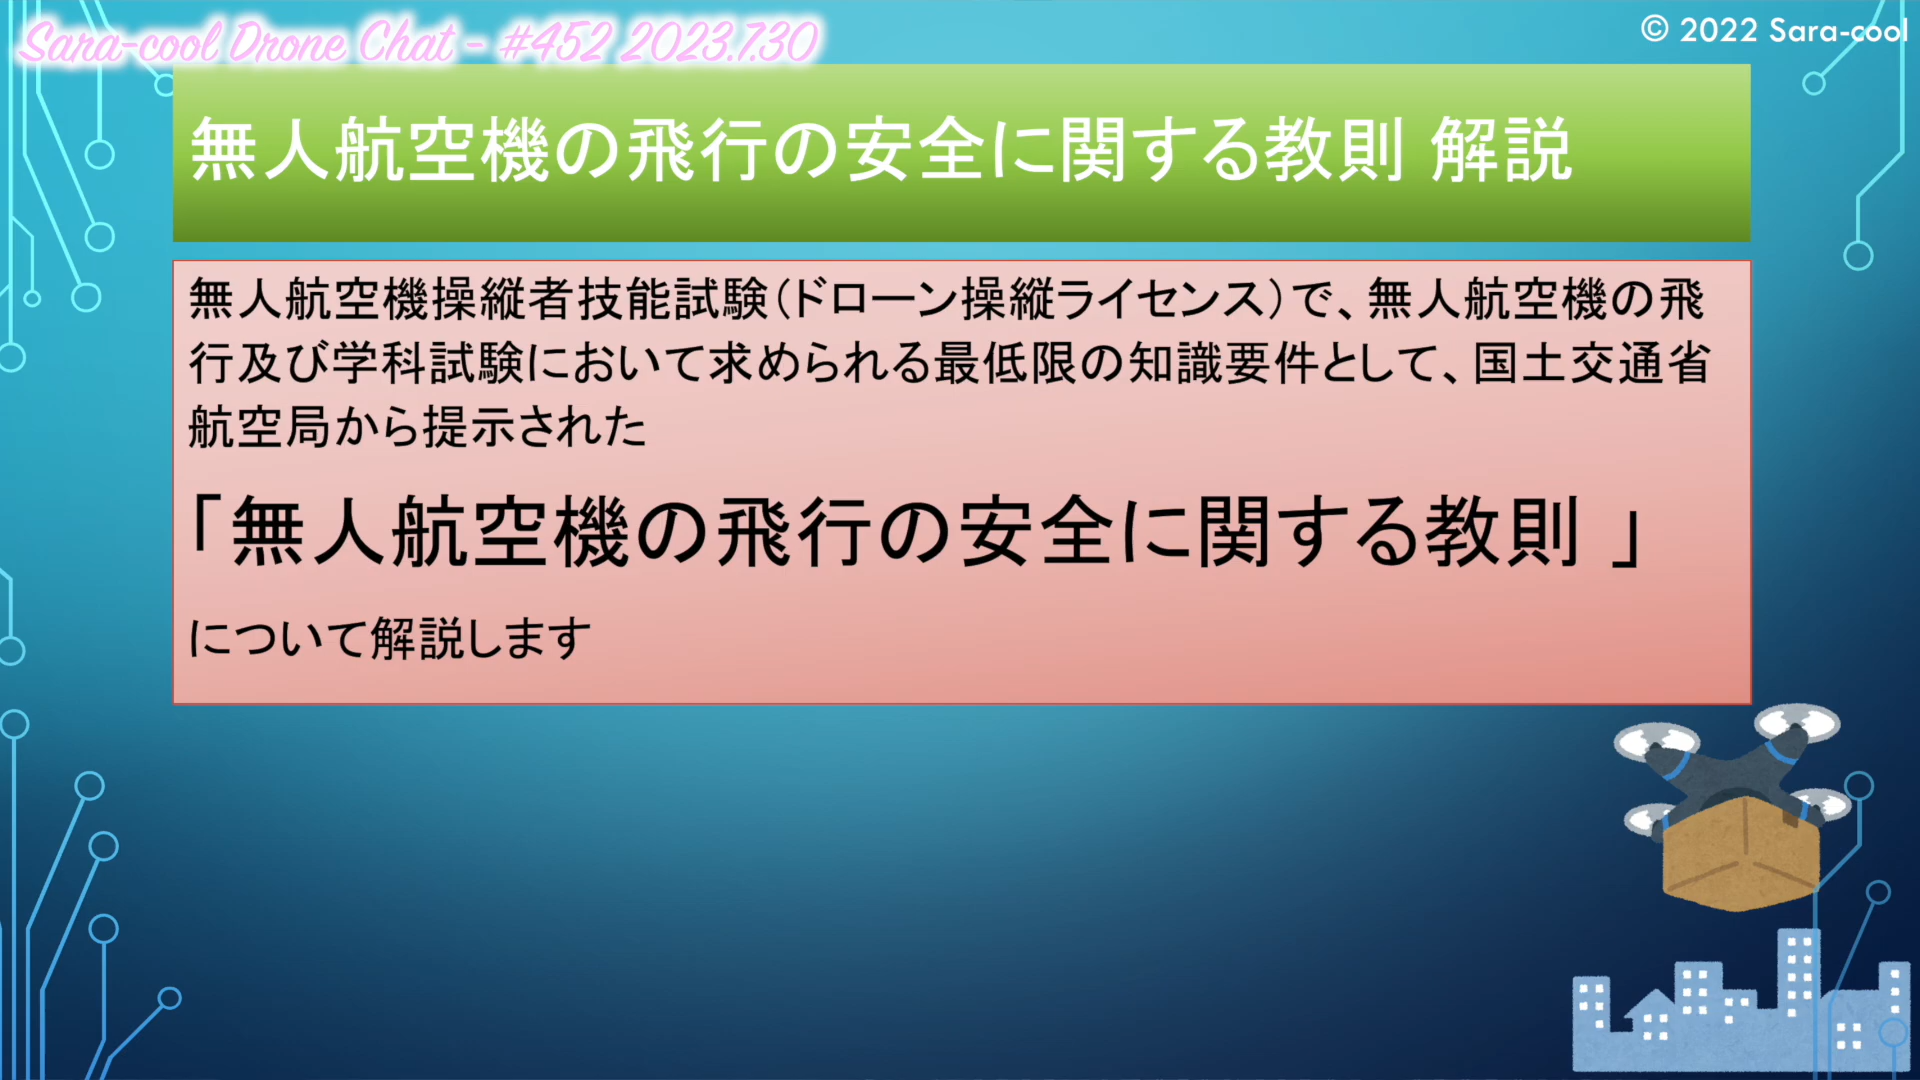 Sara-cool Drone Chat - #452 2023.7.30
© 2022 Sara-cool
無人航空機の飛行の安全に関する教則 解説
無人航空機操縦者技能試験（ドローン操縦ライセンス）で、無人航空機の飛
行及び学科試験において求められる最低限の知識要件として、国土交通省
航空局から提示された
「無人航空機の飛行の安全に関する教則 」
について解説します